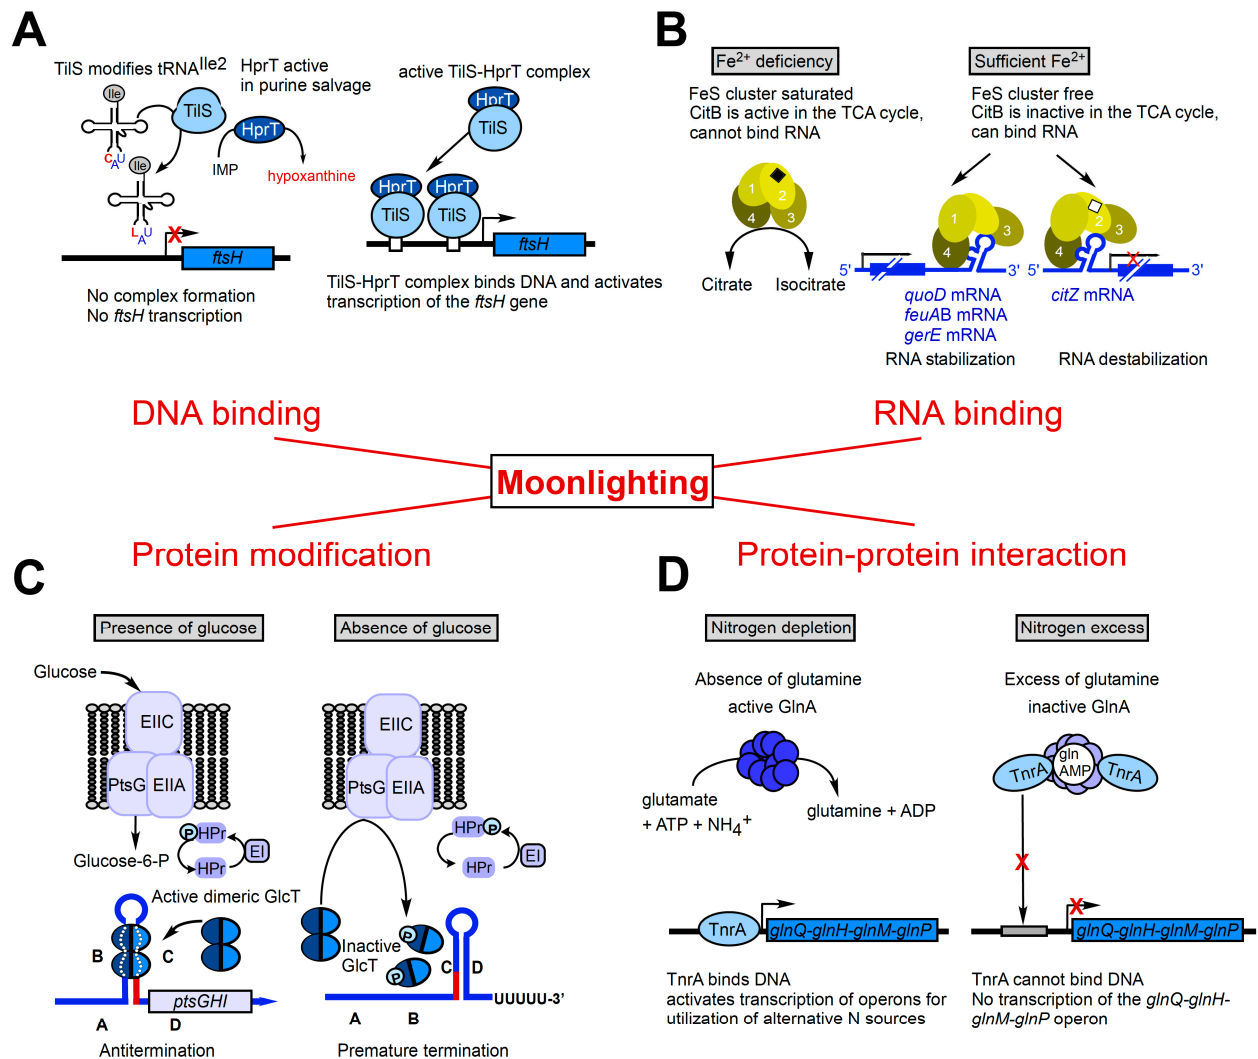 A
TilS modifies tRNAIle2
HprT active
in purine salvage
Ile
TilS
HprT
CAU
Ile
IMP
hypoxanthine
LAU
X
ftsH
No complex formation
No ftsH transcription
active TilS-HprT complex
HprT
TilS
HprT
HprT
TilS
TilS
ftsH
TilS-HprT complex binds DNA and activates
transcription of the ftsH gene
B
Fe2+ deficiency
FeS cluster saturated
CitB is active in the TCA cycle,
cannot bind RNA
1
2
4
3
Citrate
Isocitrate
Sufficient Fe2+
FeS cluster free
CitB is inactive in the TCA cycle,
can bind RNA
1
3
4
5'
3'
quoD mRNA
feuAB mRNA
gerE mRNA
RNA stabilization
2
3
4
5'
X
3'
citZ mRNA
RNA destabilization
DNA binding
RNA binding
Moonlighting
Protein modification
Protein-protein interaction
C
Presence of glucose
Glucose
EIIC
PtsG
EIIA
P
HPr
HPr
EI
Glucose-6-P
Active dimeric GlcT
B
C
ptsGHI
A
D
Antitermination
Absence of glucose
EIIC
PtsG
EIIA
HPr
P
HPr
EI
Inactive
GlcT
P
P
C
D
UUUUU-3’
A
B
Premature termination
D
Nitrogen depletion
Absence of glutamine
active GlnA
glutamate
+ ATP + NH4+
glutamine + ADP
TnrA
glnQ-glnH-glnM-glnP
TnrA binds DNA
activates transcription of operons for
utilization of alternative N sources
Nitrogen excess
Excess of glutamine
inactive GlnA
TnrA
gln
AMP
TnrA
X
X
glnQ-glnH-glnM-glnP
TnrA cannot bind DNA
No transcription of the glnQ-glnH-
glnM-glnP operon